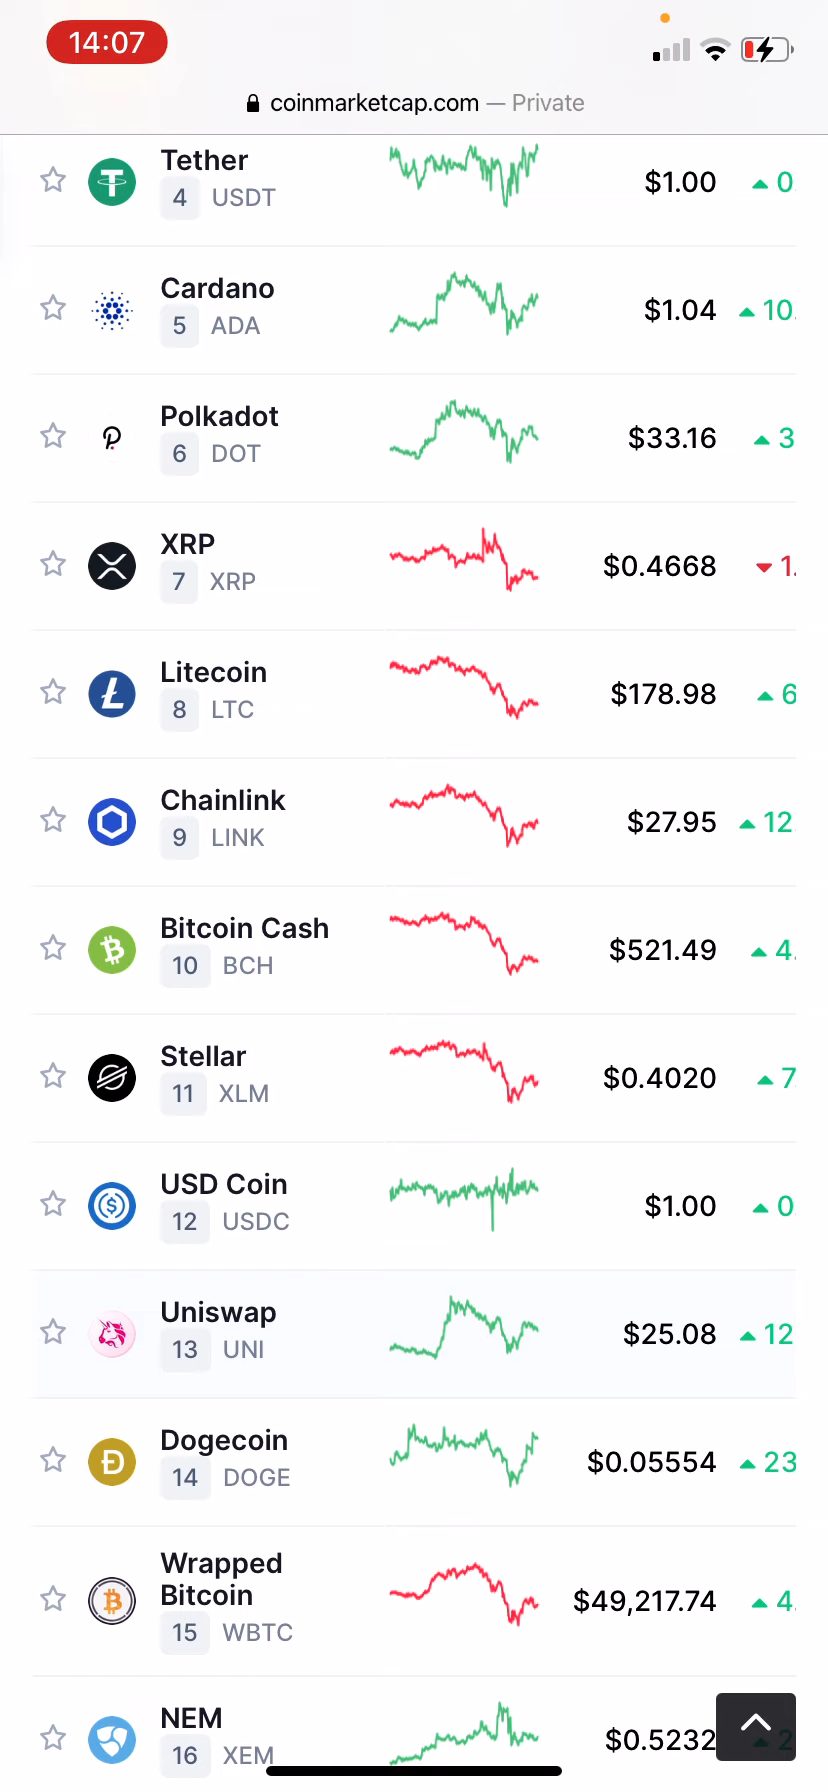 14:07
coinmarketcap.com — Private
Tether
4 USDT
$1.00 0
Cardano
5 ADA
$1.04 10.
Polkadot
6 DOT
$33.16 3
XRP
7 XRP
$0.4668 1.
Litecoin
8 LTC
$178.98 6
Chainlink
9 LINK
$27.95 12
Bitcoin Cash
10 BCH
$521.49 4.
Stellar
11 XLM
$0.4020 7
USD Coin
12 USDC
$1.00 0
Uniswap
13 UNI
$25.08 12
Dogecoin
14 DOGE
$0.05554 23
Wrapped
Bitcoin
15 WBTC
$49,217.74 4.
NEM
16 XEM
$0.5232